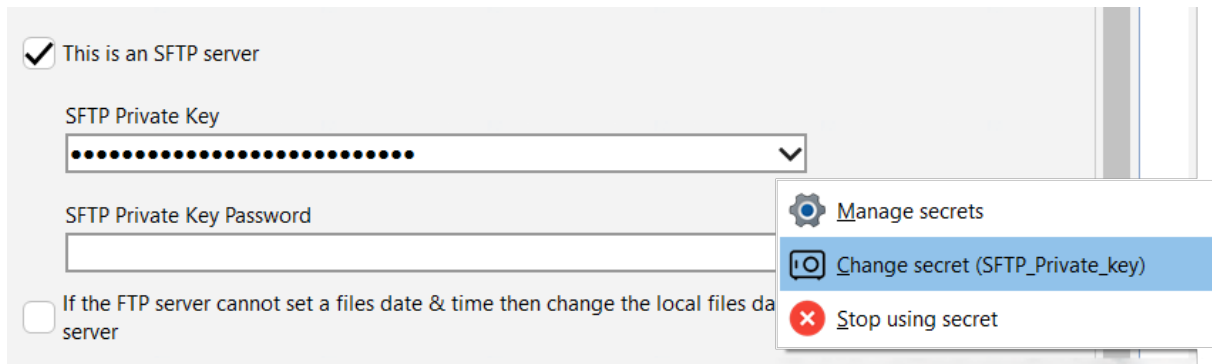 This is an SFTP server
SFTP Private Key
•••••••••••••••••••••••••••
SFTP Private Key Password
Manage secrets
Change secret (SFTP_Private_key)
Stop using secret
If the FTP server cannot set a files date & time then change the local files da
server